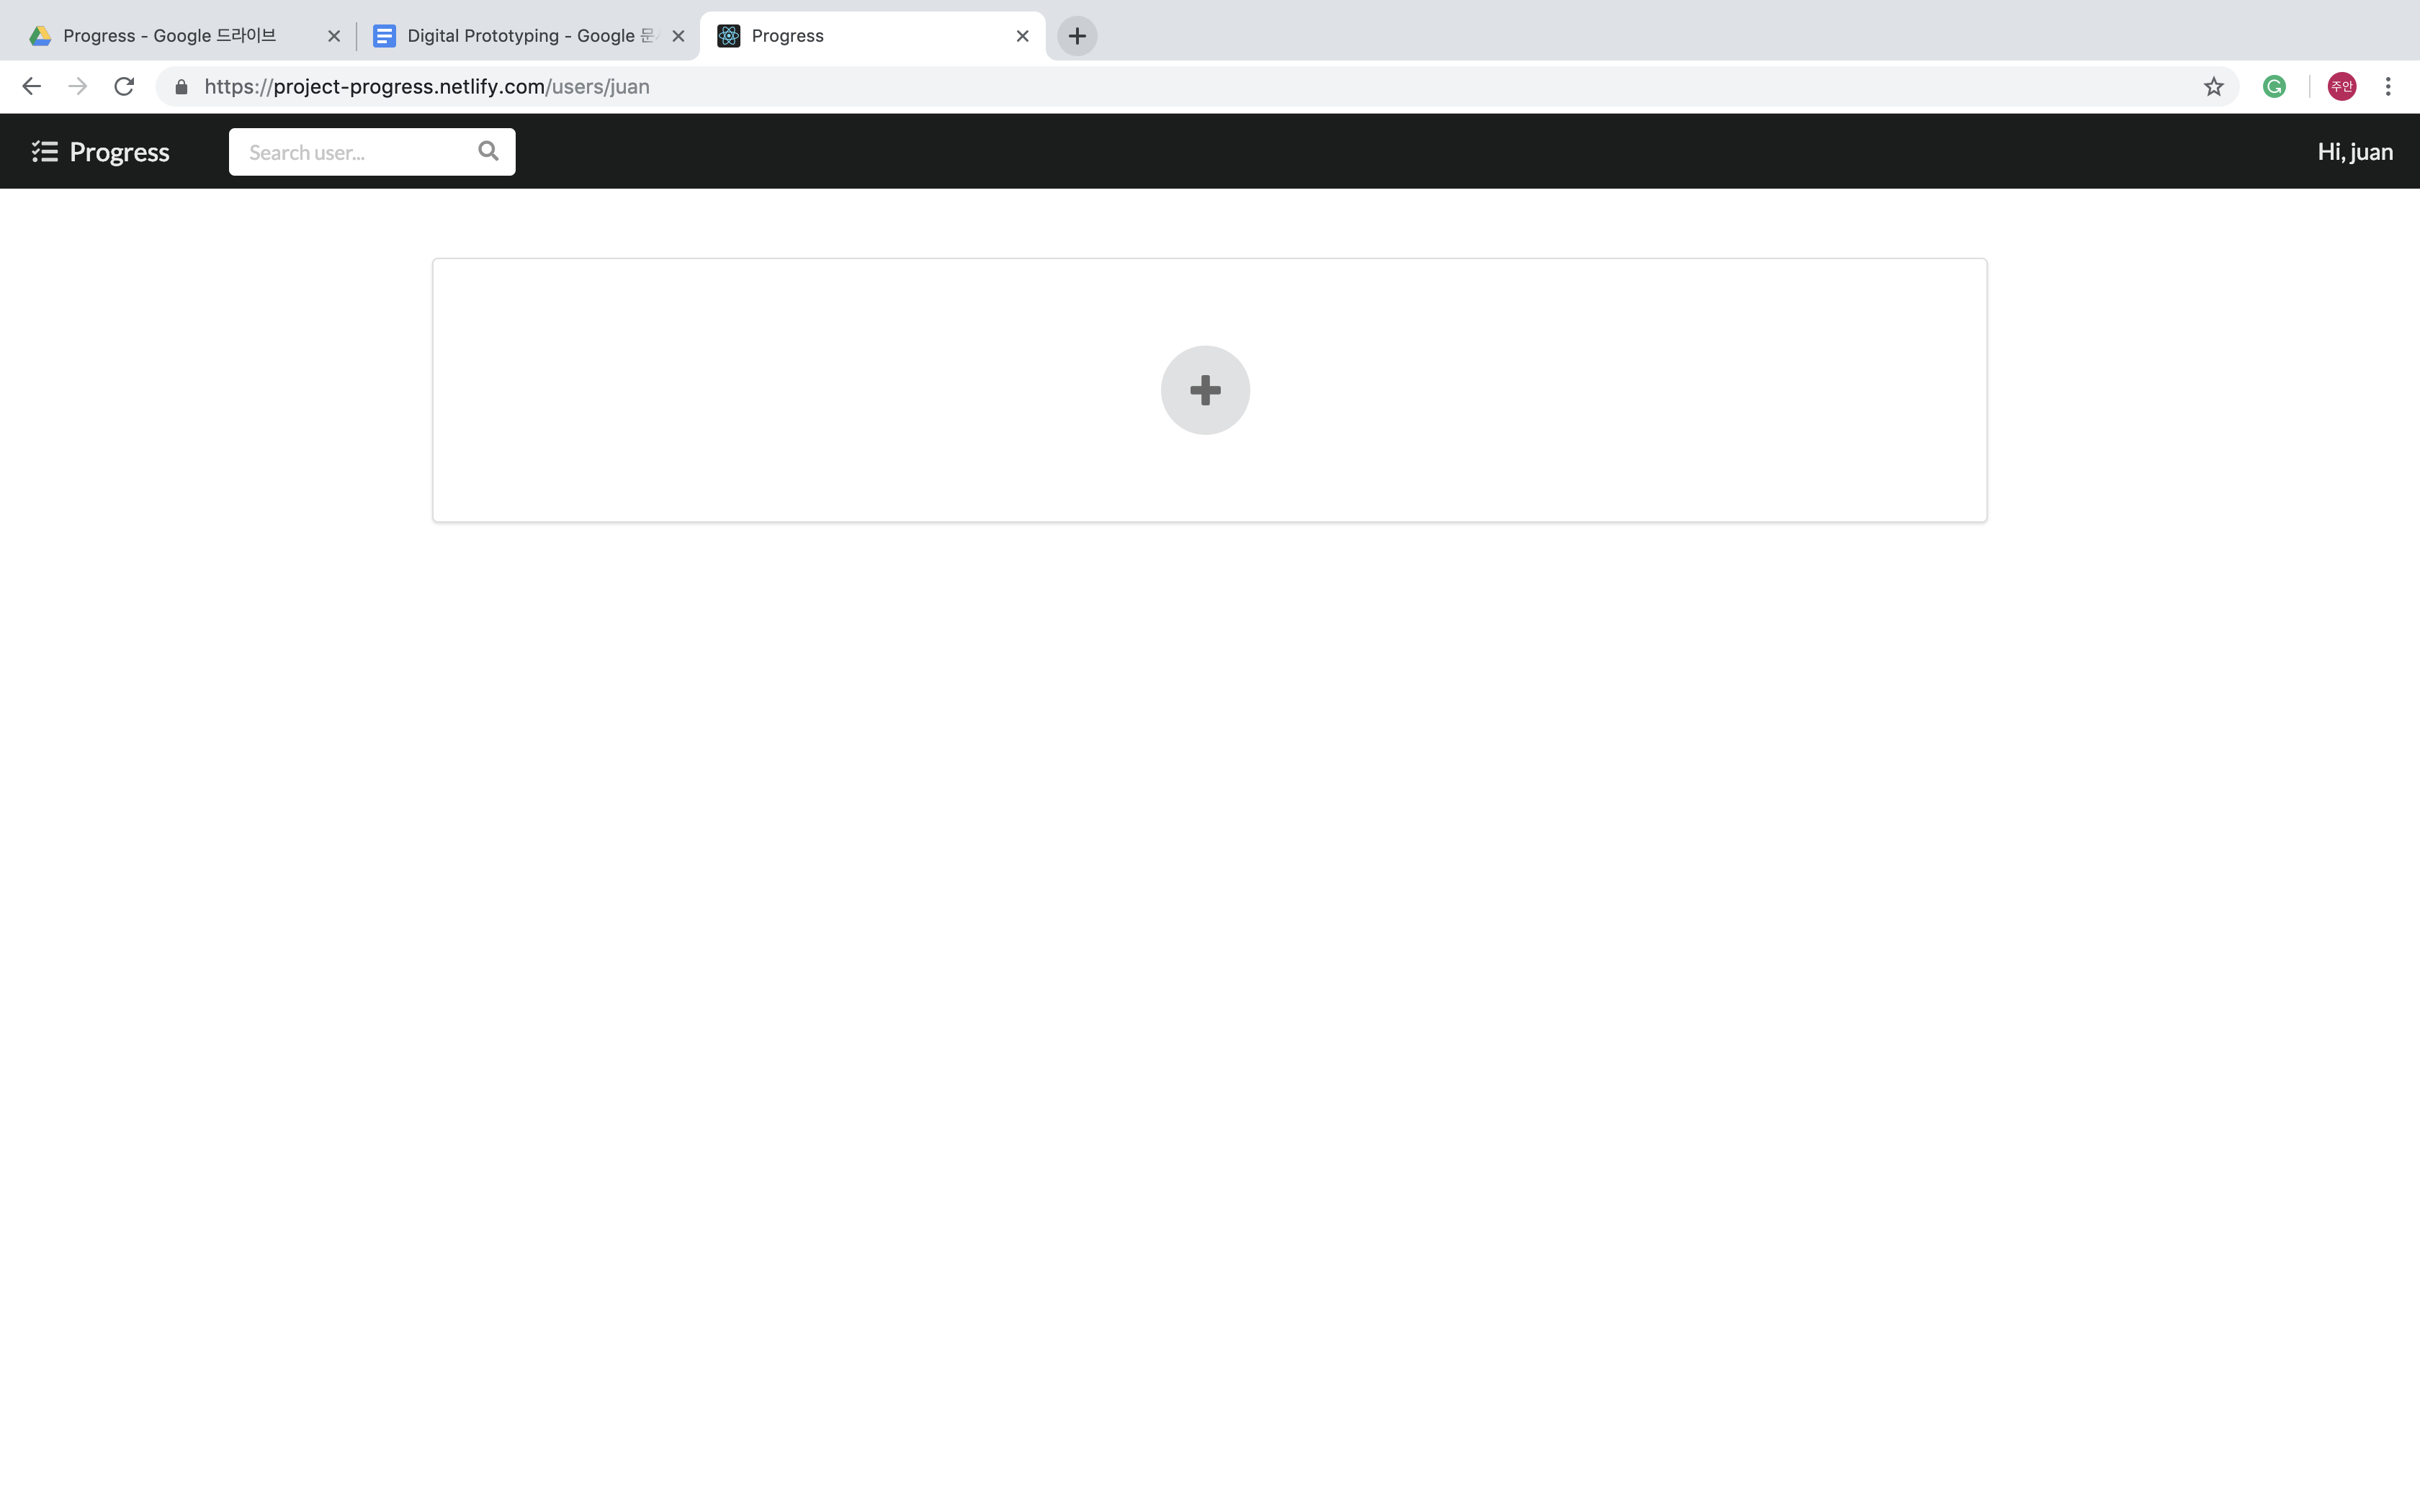 Progress - Google 드라이브
Digital Prototyping - Google 문
Progress
https://project-progress.netlify.com/users/juan
주안
Progress
Search user...
Hi, juan